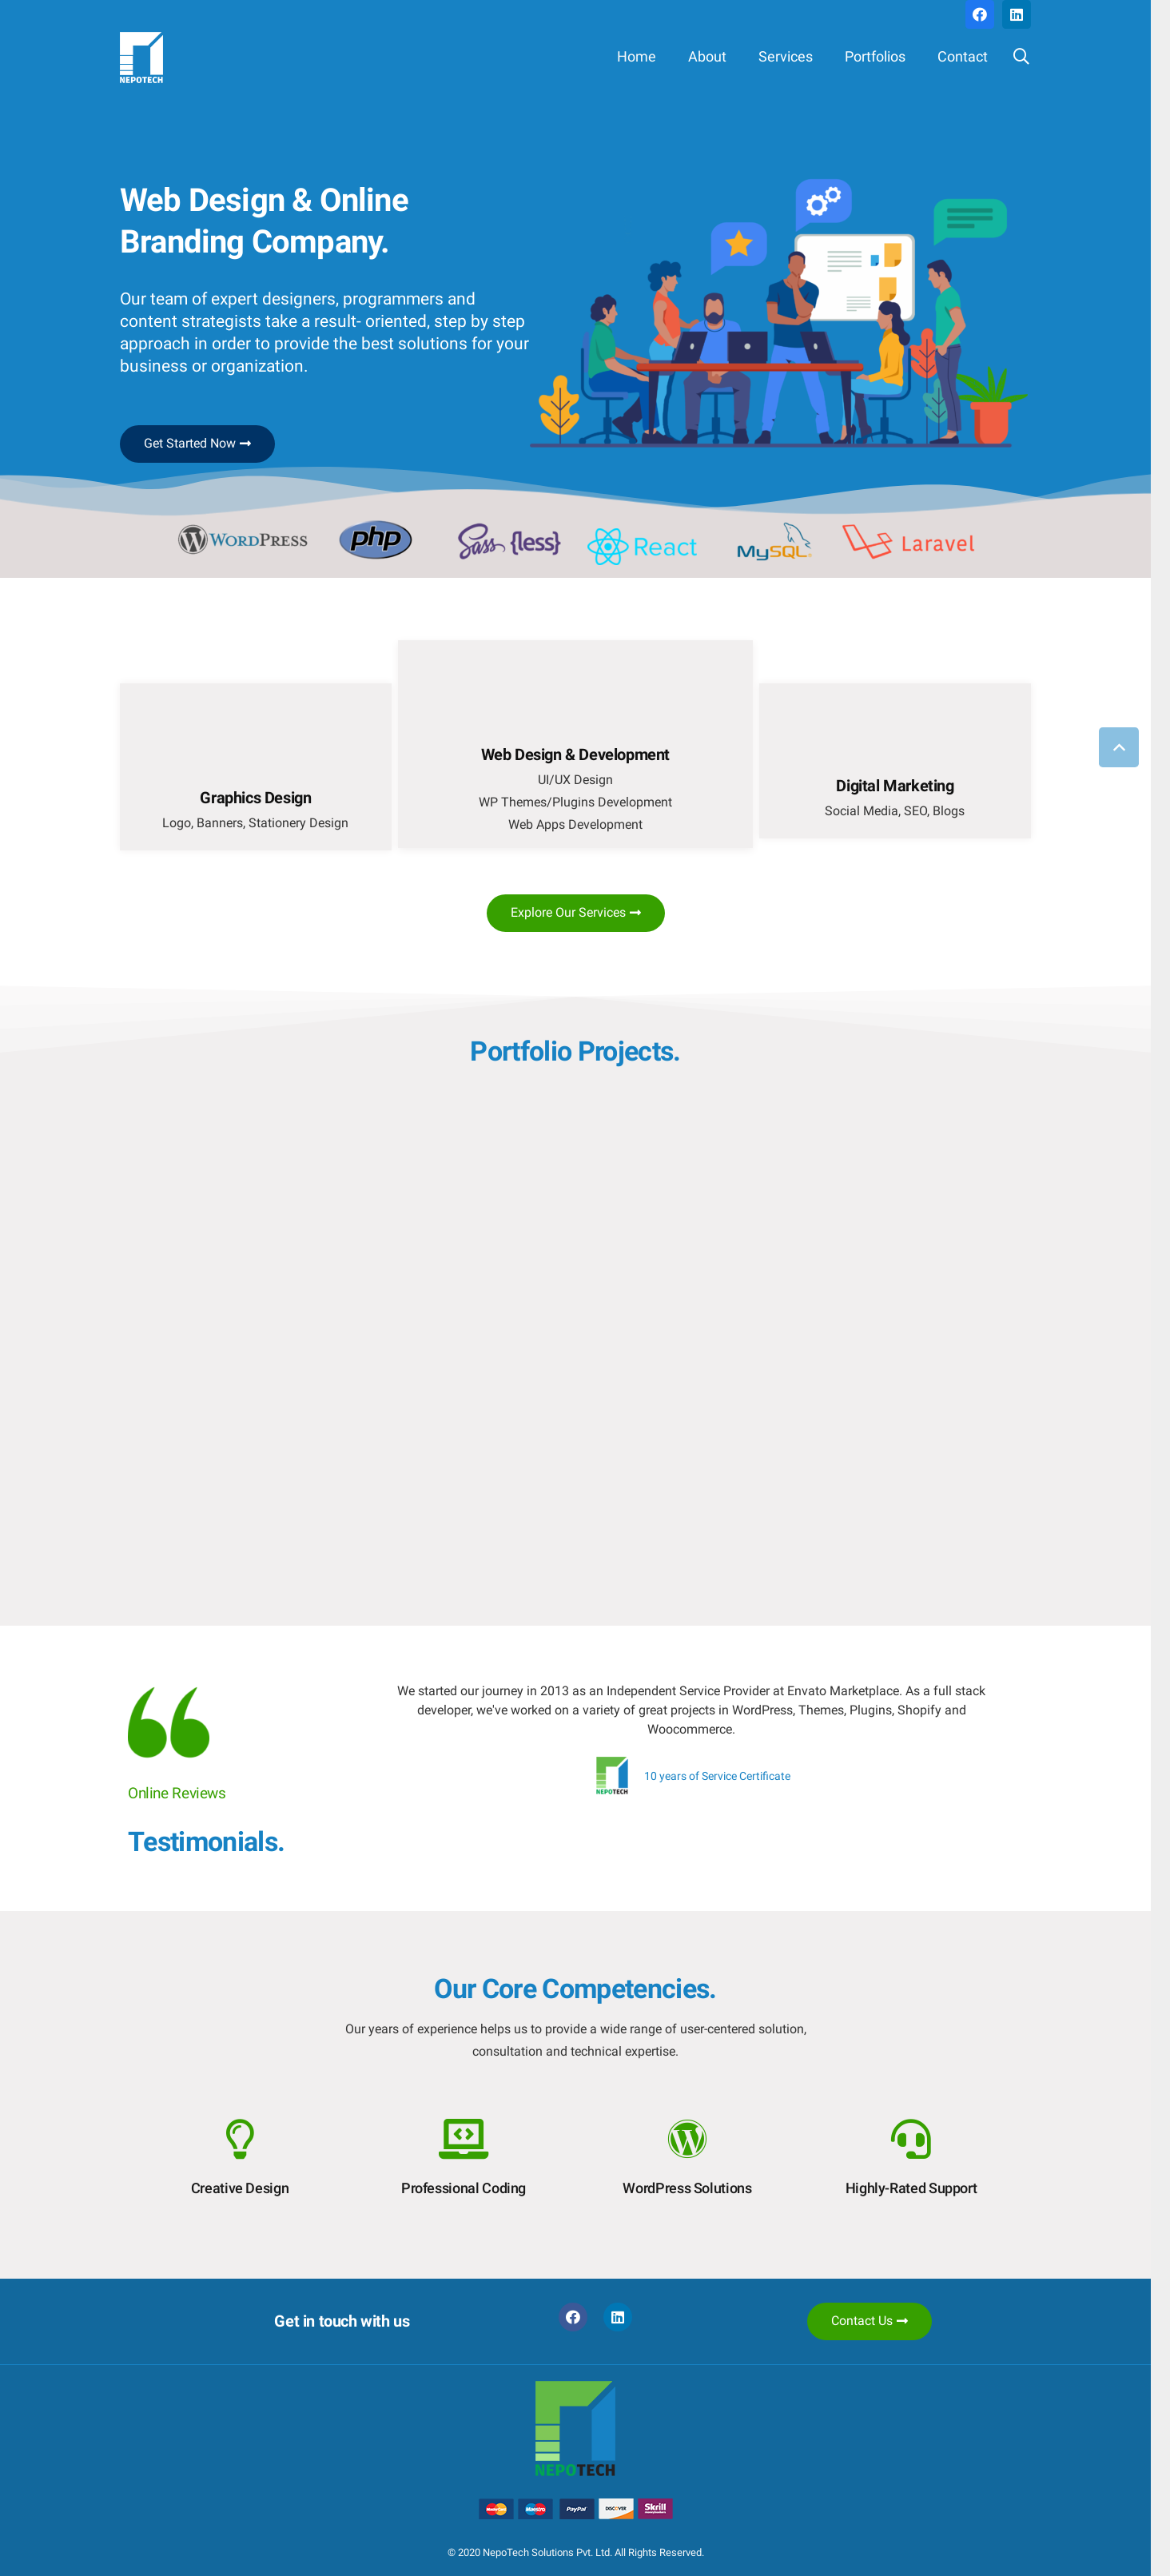 NEPOTECH
Home
About
Services
Portfolios
Contact
Web Design & Online
Branding Company.
Our team of expert designers, programmers and
content strategists take a result- oriented, step by step
approach in order to provide the best solutions for your
business or organization.
Get Started Now
WORDPRESS
php
Sass
{less}
React
MySQL
Laravel
Graphics Design
Logo, Banners, Stationery Design
Web Design & Development
UI/UX Design
WP Themes/Plugins Development
Web Apps Development
Digital Marketing
Social Media, SEO, Blogs
Explore Our Services
Portfolio Projects.
Online Reviews
Testimonials.
We started our journey in 2013 as an Independent Service Provider at Envato Marketplace. As a full stack
developer, we've worked on a variety of great projects in WordPress, Themes, Plugins, Shopify and
Woocommerce.
NEPOTECH
10 years of Service Certificate
Our Core Competencies.
Our years of experience helps us to provide a wide range of user-centered solution,
consultation and technical expertise.
Creative Design
Professional Coding
WordPress Solutions
Highly-Rated Support
Get in touch with us
Contact Us
NEPOTECH
MasterCard
Maestro
PayPal
DISCOVER
Skrill
© 2020 NepoTech Solutions Pvt. Ltd. All Rights Reserved.